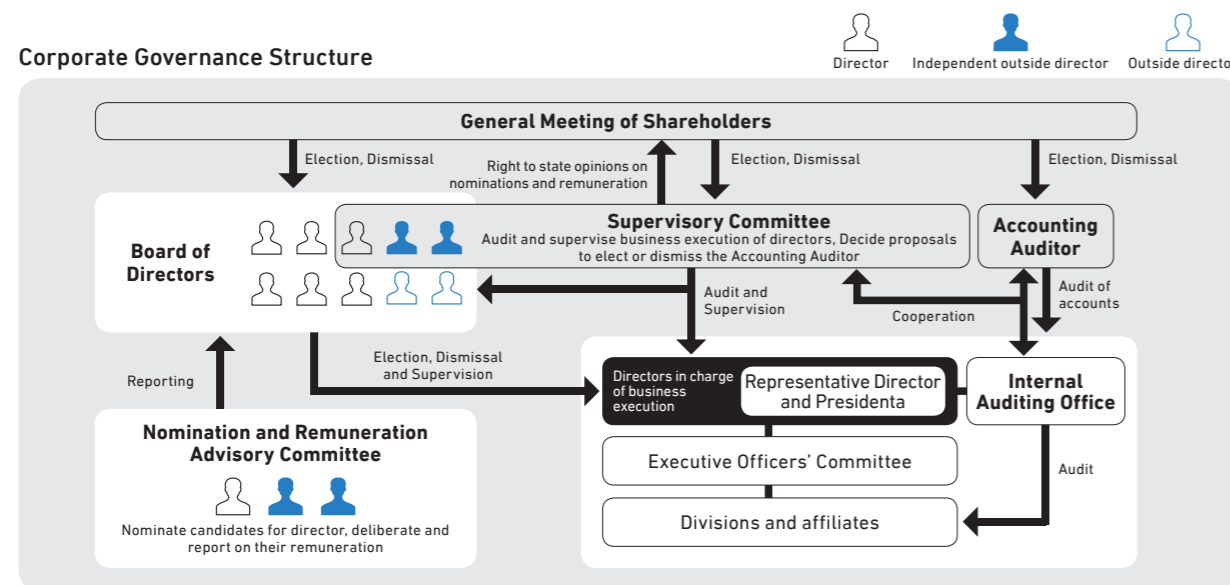 Corporate Governance Structure
Director
Independent outside director
General Meeting of Shareholders
Election, Dismissal
Right to state opinions on
nominations and remuneration
Election, Dismissal
Election, Dismissal
Board of
Directors
Supervisory Committee
Audit and supervise business execution of directors, Decide proposals
to elect or dismiss the Accounting Auditor
Accounting
Auditor
Audit and
Supervision
Cooperation
Audit of
accounts
Reporting
Election, Dismissal
and Supervision
Directors in charge
of business
execution
Representative Director
and Presidenta
Internal
Auditing Office
Nomination and Remuneration
Advisory Committee
Nominate candidates for director, deliberate and
report on their remuneration
Executive Officers' Committee
Audit
Divisions and affiliates
Outside directo